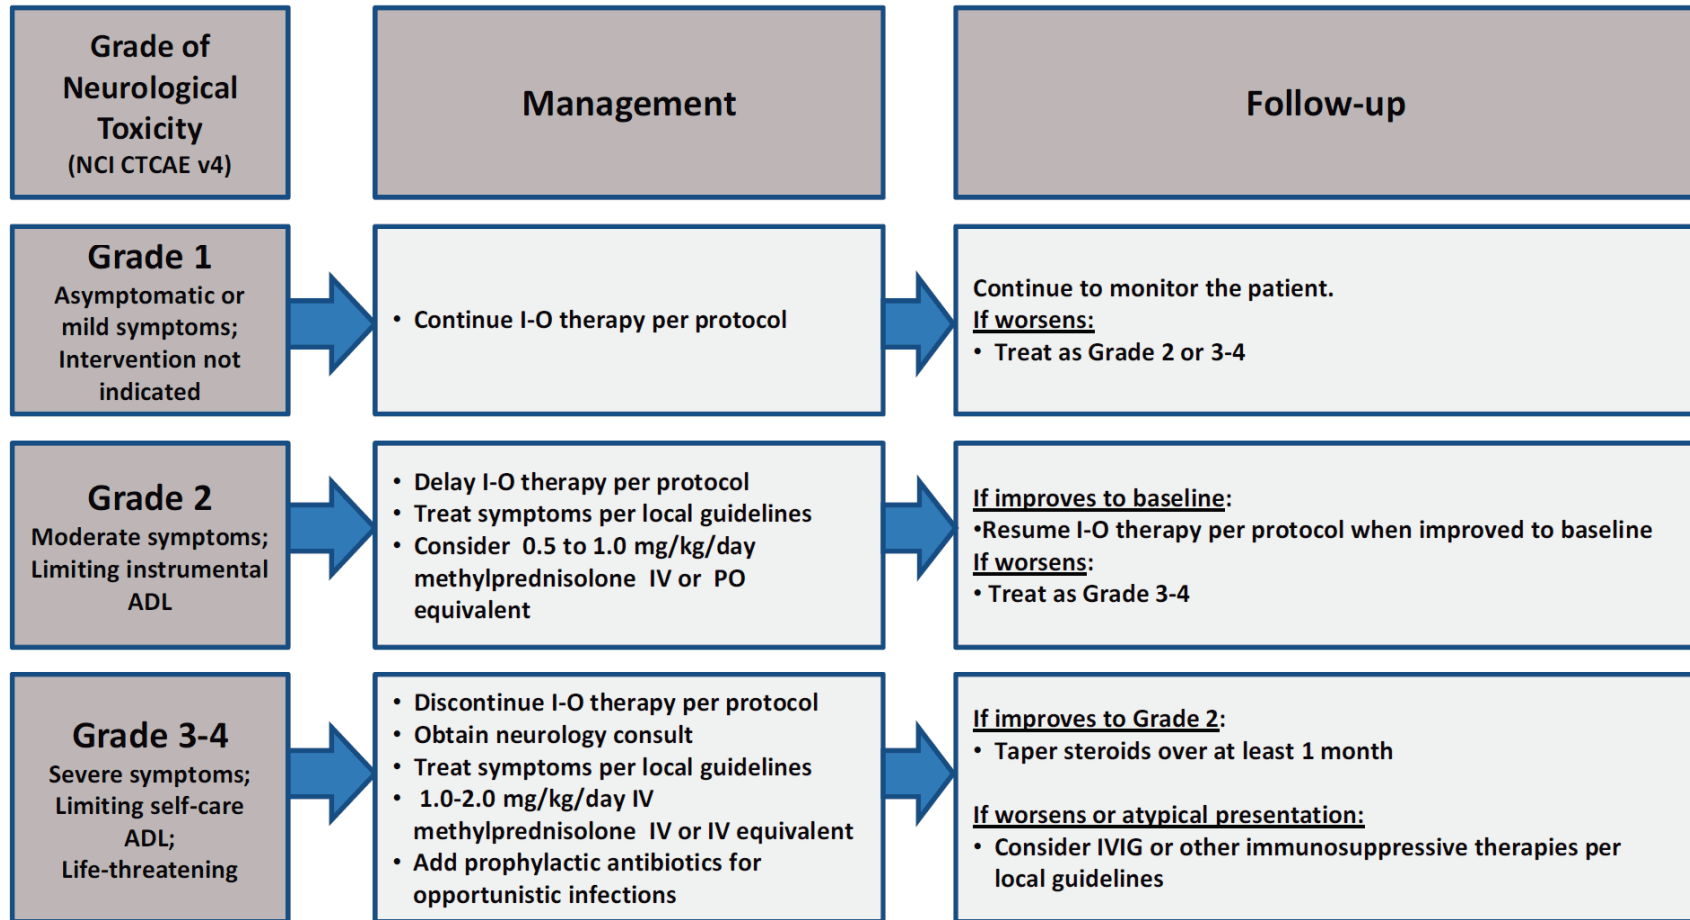 Grade of
Neurological
Toxicity
(NCI CTCAE v4)
Management
Follow-up
Grade 1
Asymptomatic or
mild symptoms;
Intervention not
indicated
• Continue I-O therapy per protocol
Continue to monitor the patient.
If worsens:
• Treat as Grade 2 or 3-4
Grade 2
Moderate symptoms;
Limiting instrumental
ADL
• Delay I-O therapy per protocol
• Treat symptoms per local guidelines
• Consider 0.5 to 1.0 mg/kg/day
methylprednisolone IV or PO
equivalent
If improves to baseline:
•Resume I-O therapy per protocol when improved to baseline
If worsens:
• Treat as Grade 3-4
Grade 3-4
Severe symptoms;
Limiting self-care
ADL;
Life-threatening
• Discontinue I-O therapy per protocol
• Obtain neurology consult
• Treat symptoms per local guidelines
• 1.0-2.0 mg/kg/day IV
methylprednisolone IV or IV equivalent
• Add prophylactic antibiotics for
opportunistic infections
If improves to Grade 2:
• Taper steroids over at least 1 month
If worsens or atypical presentation:
• Consider IVIG or other immunosuppressive therapies per
local guidelines